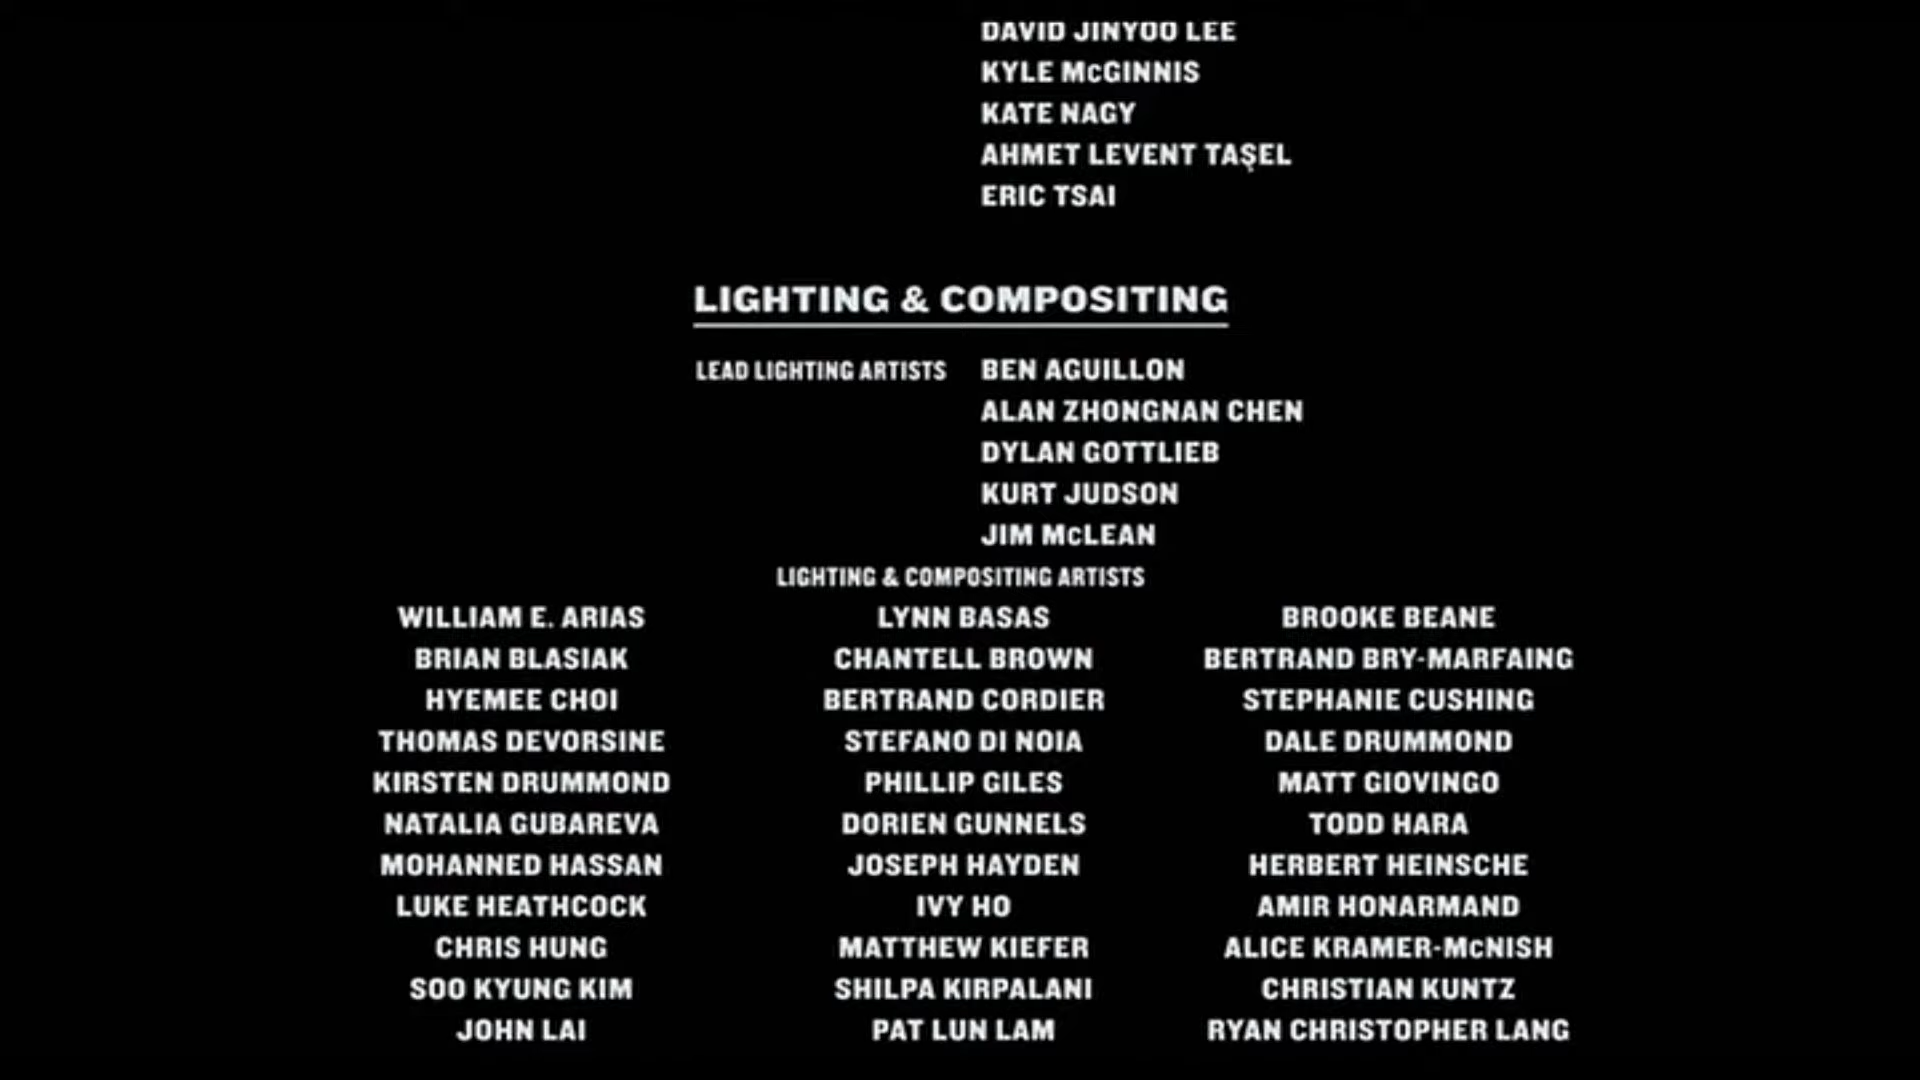 DAVID JINYOO LEE
KYLE McGINNIS
KATE NAGY
AHMET LEVENT TAŞEL
ERIC TSAI
LIGHTING & COMPOSITING
LEAD LIGHTING ARTISTS BEN AGUILLON
ALAN ZHONGNAN CHEN
DYLAN GOTTLIEB
KURT JUDSON
JIM McLEAN
LIGHTING & COMPOSITING ARTISTS
WILLIAM E. ARIAS LYNN BASAS BROOKE BEANE
BRIAN BLASIAK CHANTELL BROWN BERTRAND BRY-MARFAING
HYEMEE CHOI BERTRAND CORDIER STEPHANIE CUSHING
THOMAS DEVORSINE STEFANO DI NOIA DALE DRUMMOND
KIRSTEN DRUMMOND PHILLIP GILES MATT GIOVINGO
NATALIA GUBAREVA DORIEN GUNNELS TODD HARA
MOHANNED HASSAN JOSEPH HAYDEN HERBERT HEINSCHE
LUKE HEATHCOCK IVY HO AMIR HONARMAND
CHRIS HUNG MATTHEW KIEFER ALICE KRAMER-McNISH
SOO KYUNG KIM SHILPA KIRPALANI CHRISTIAN KUNTZ
JOHN LAI PAT LUN LAM RYAN CHRISTOPHER LANG